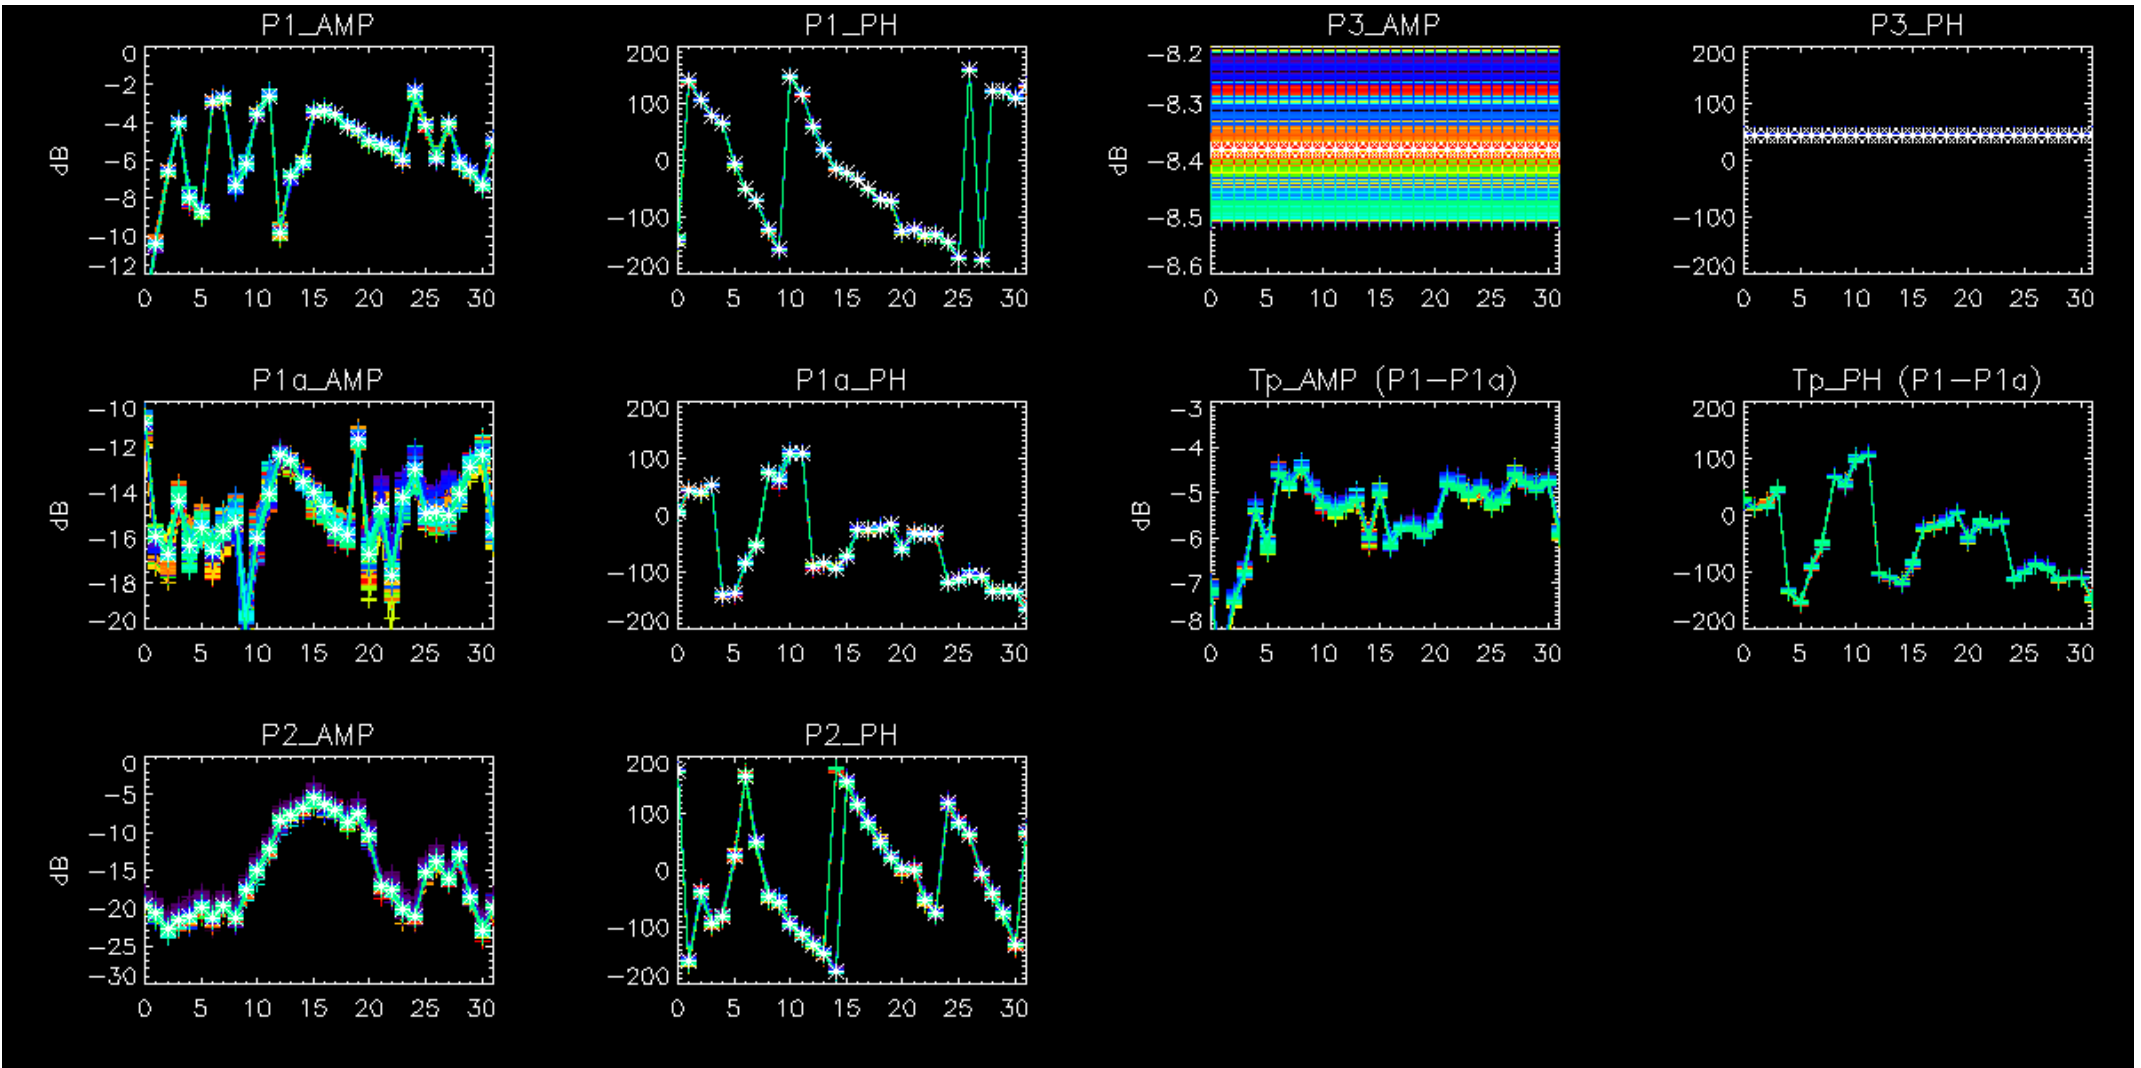 P1_AMP
0
−2
−4
−6
−8
−10
−12
dB
0 5 10 15 20 25 30
P1_PH
200
100
0
−100
−200
0 5 10 15 20 25 30
P3_AMP
−8.2
−8.3
−8.4
−8.5
−8.6
dB
0 5 10 15 20 25 30
P3_PH
200
100
0
−100
−200
0 5 10 15 20 25 30
P1a_AMP
−10
−12
−14
−16
−18
−20
dB
0 5 10 15 20 25 30
P1a_PH
200
100
0
−100
−200
0 5 10 15 20 25 30
Tp_AMP (P1−P1a)
−3
−4
−5
−6
−7
−8
dB
0 5 10 15 20 25 30
Tp_PH (P1−P1a)
200
100
0
−100
−200
0 5 10 15 20 25 30
P2_AMP
0
−5
−10
−15
−20
−25
−30
dB
0 5 10 15 20 25 30
P2_PH
200
100
0
−100
−200
0 5 10 15 20 25 30